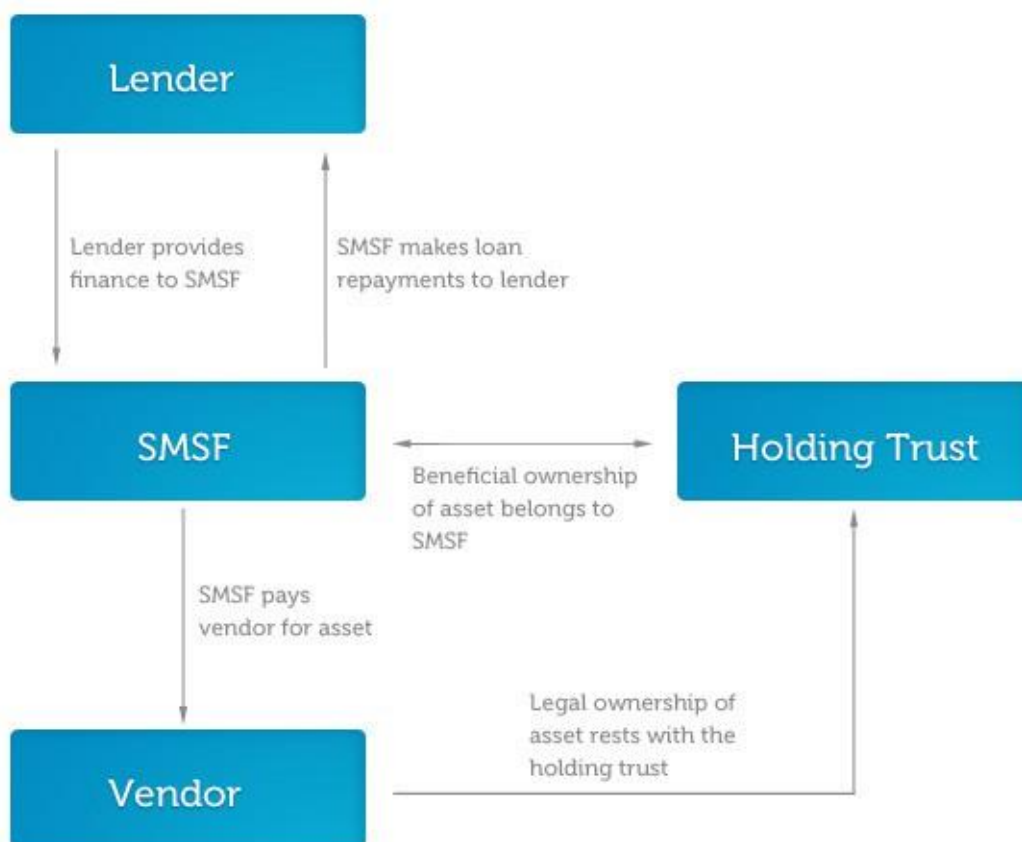 Lender
Lender provides
finance to SMSF
SMSF makes loan
repayments to lender
SMSF
Holding Trust
Beneficial ownership
of asset belongs to
SMSF
SMSF pays
vendor for asset
Legal ownership of
asset rests with the
holding trust
Vendor